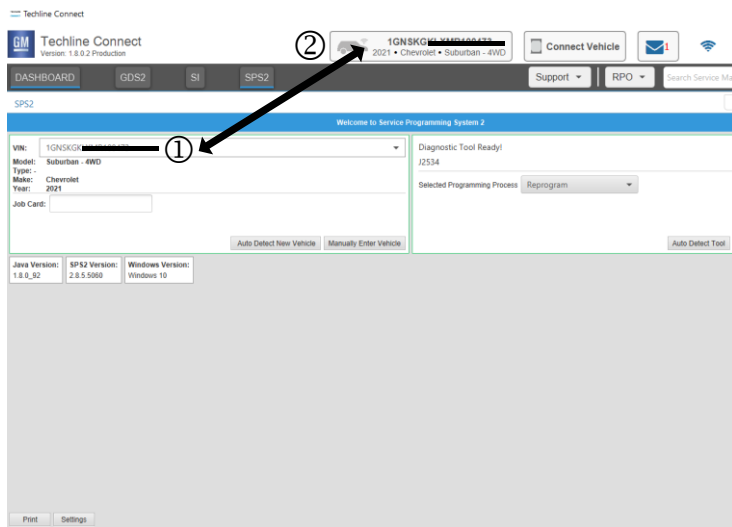 Techline Connect
GM Techline Connect
Version: 1.8.0.2 Production
②
2021 • Chevrolet • Suburban - 4WD
Connect Vehicle
1
DASHBOARD GDS2 SI SPS2
Support RPO Search Service Ma
SPS2
Welcome to Service Programming System 2
VIN: 1GNSKGK
①
Model: Suburban - 4WD
Type: -
Make: Chevrolet
Year: 2021
Job Card:
Auto Detect New Vehicle Manually Enter Vehicle
Diagnostic Tool Ready!
J2534
Selected Programming Process Reprogram
Auto Detect Tool
Java Version: SPS2 Version: Windows Version:
1.8.0_92 2.8.5.5060 Windows 10
Print Settings